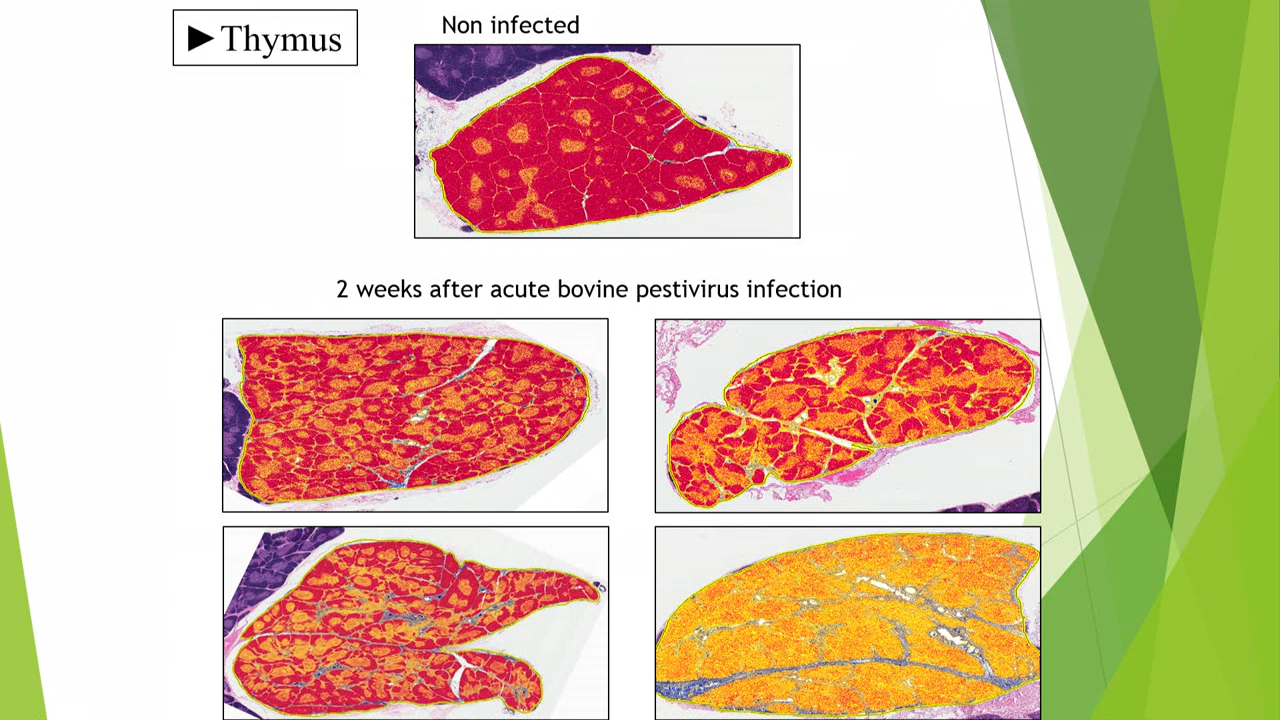 ► Thymus
Non infected
2 weeks after acute bovine pestivirus infection